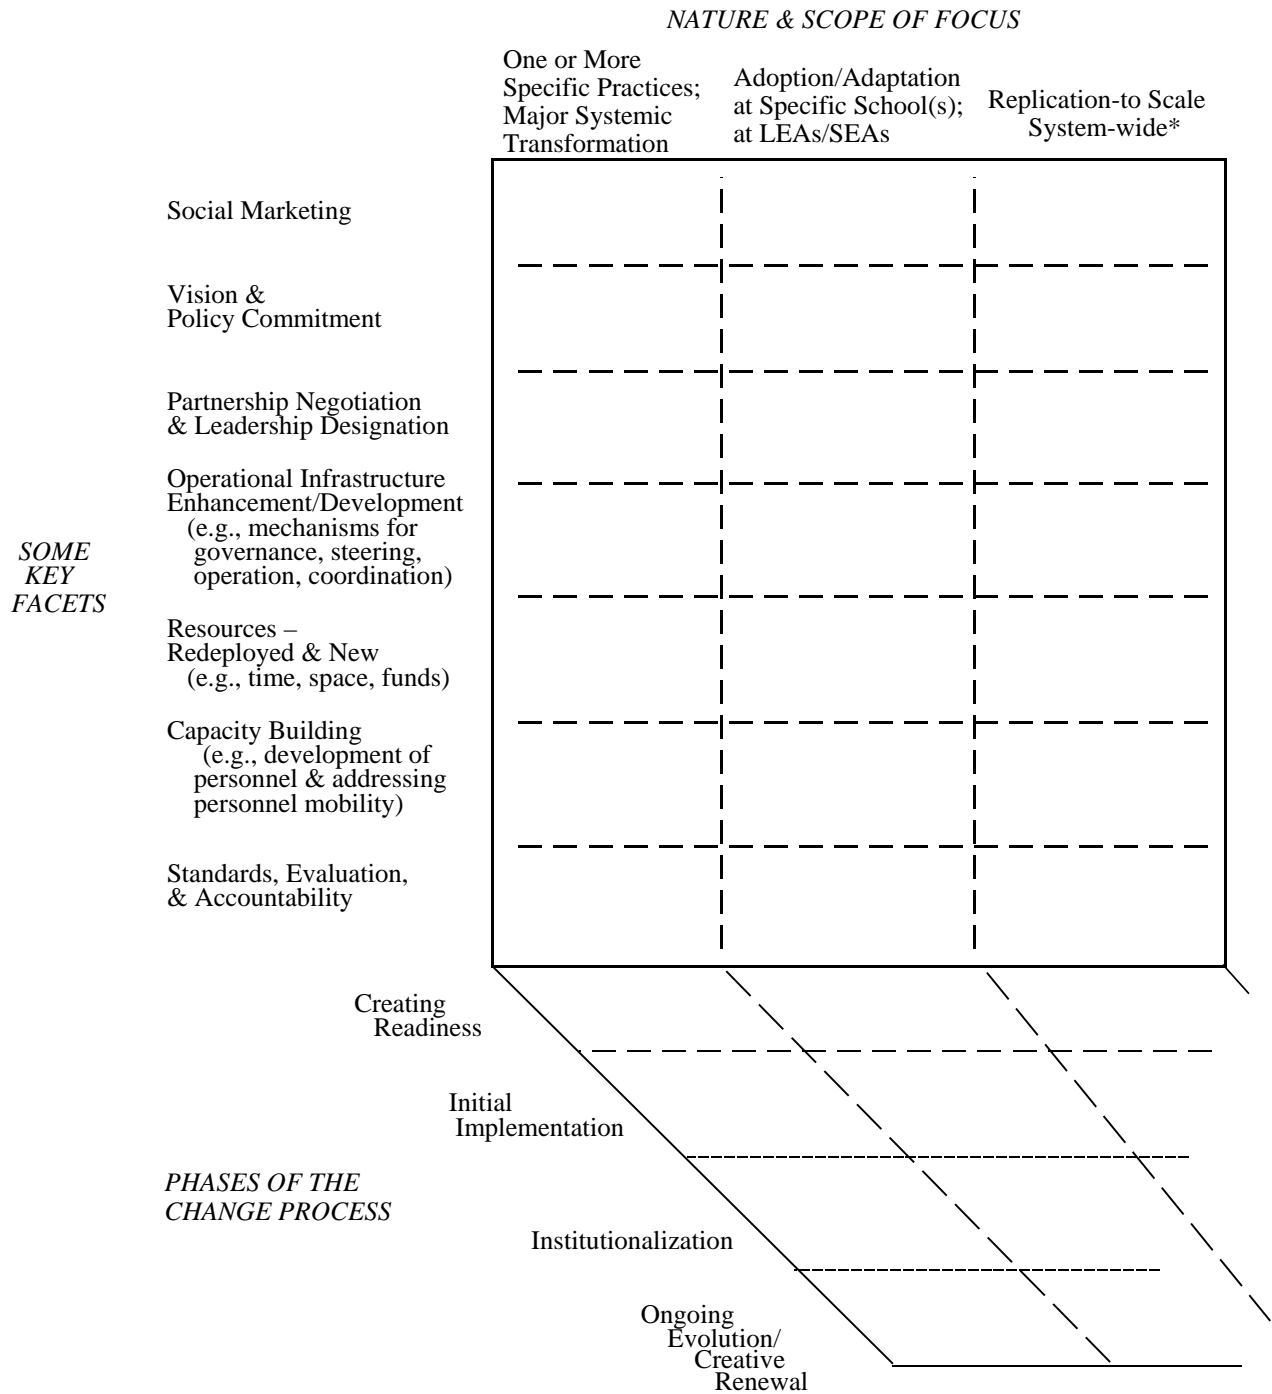 NATURE & SCOPE OF FOCUS
One or More
Specific Practices;
Major Systemic
Transformation
Adoption/Adaptation
at Specific School(s);
at LEAs/SEAs
Replication-to Scale
System-wide*
Social Marketing
Vision &
Policy Commitment
Partnership Negotiation
& Leadership Designation
Operational Infrastructure
Enhancement/Development
(e.g., mechanisms for
governance, steering,
operation, coordination)
SOME
KEY
FACETS
Resources –
Redeployed & New
(e.g., time, space, funds)
Capacity Building
(e.g., development of
personnel & addressing
personnel mobility)
Standards, Evaluation,
& Accountability
Creating
Readiness
Initial
Implementation
PHASES OF THE
CHANGE PROCESS
Institutionalization
Ongoing
Evolution/
Creative
Renewal